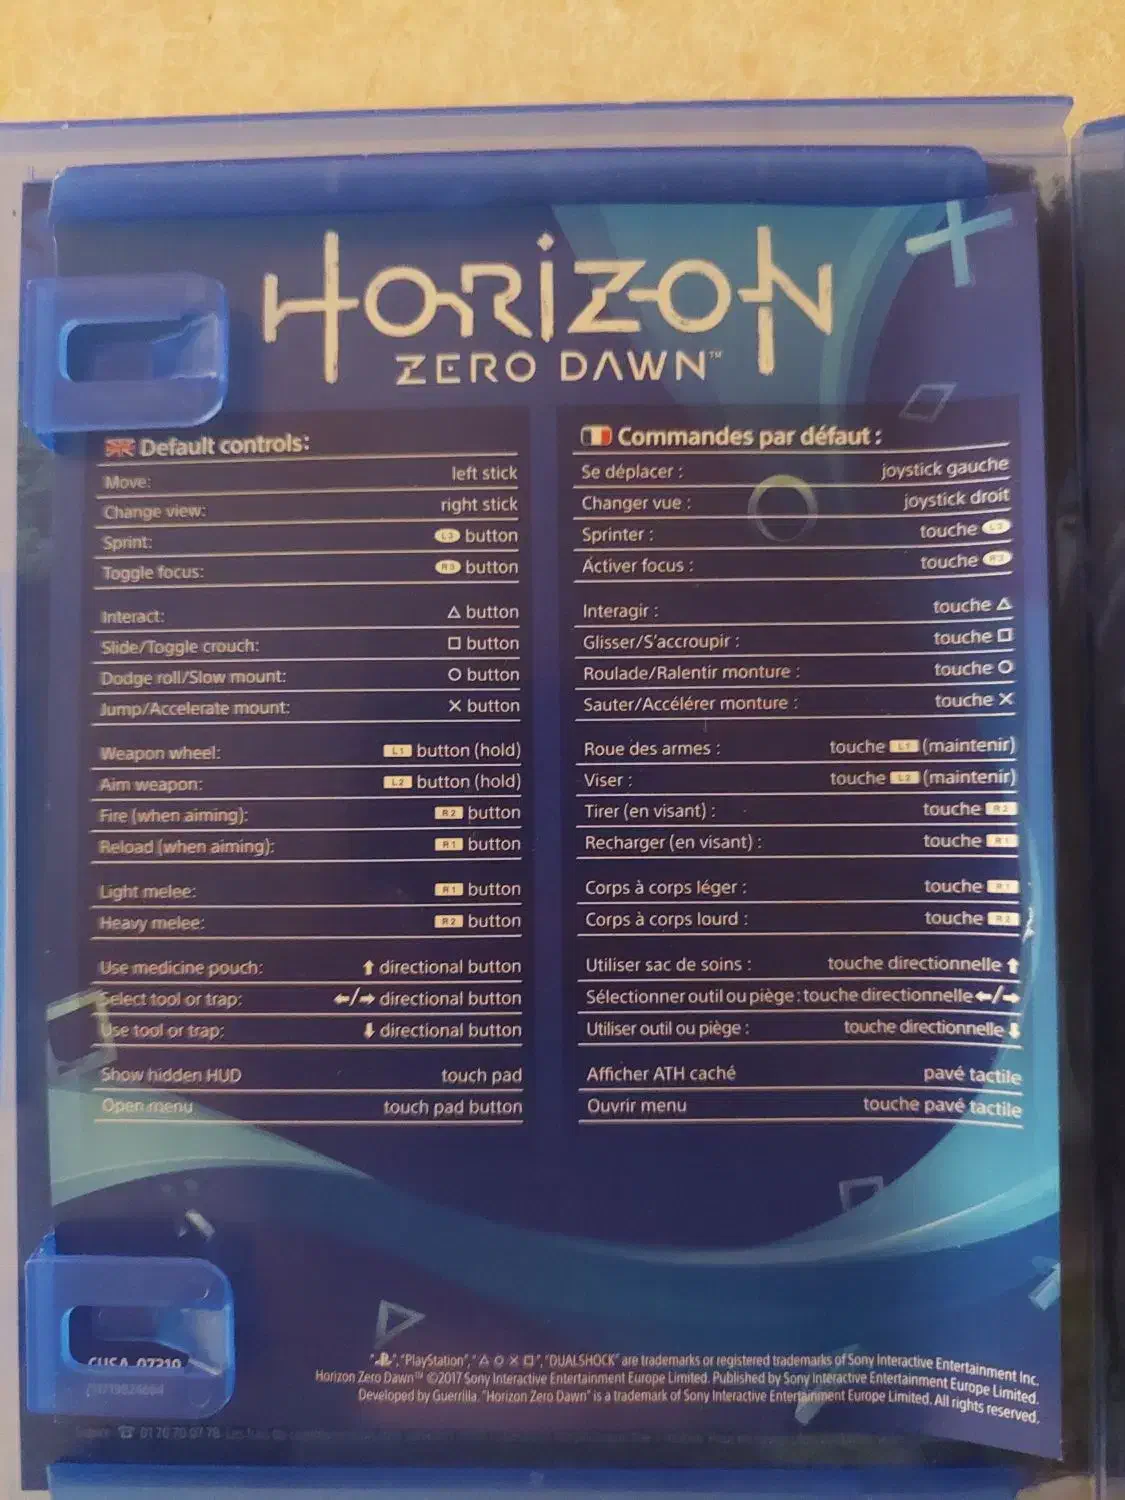 HORIZON
ZERO DAWN™
Default controls:
Move: left stick
Change view: right stick
Sprint: L3 button
Toggle focus: R3 button
Interact: △ button
Slide/Toggle crouch: □ button
Dodge roll/Slow mount: ○ button
Jump/Accelerate mount: ✕ button
Weapon wheel: L1 button (hold)
Aim weapon: L2 button (hold)
Fire (when aiming): R2 button
Reload (when aiming): R1 button
Light melee: R1 button
Heavy melee: R2 button
Use medicine pouch: ⬆ directional button
Select tool or trap: ⬅/➡ directional button
Use tool or trap: ⬇ directional button
Show hidden HUD touch pad
Open menu touch pad button
Commandes par défaut :
Se déplacer : joystick gauche
Changer vue : joystick droit
Sprinter : touche L3
Activer focus : touche R3
Interagir : touche △
Glisser/S'accroupir : touche □
Roulade/Ralentir monture : touche ○
Sauter/Accélérer monture : touche ✕
Roue des armes : touche L1 (maintenir)
Viser : touche L2 (maintenir)
Tirer (en visant) : touche R2
Recharger (en visant) : touche R1
Corps à corps léger : touche R1
Corps à corps lourd : touche R2
Utiliser sac de soins : touche directionnelle ⬆
Sélectionner outil ou piège : touche directionnelle ⬅/➡
Utiliser outil ou piège : touche directionnelle ⬇
Afficher ATH caché pavé tactile
Ouvrir menu touche pavé tactile
CUSA-07319
"PS", "PlayStation", "△○✕□", "DUALSHOCK" are trademarks or registered trademarks of Sony Interactive Entertainment Inc.
Horizon Zero Dawn™ ©2017 Sony Interactive Entertainment Europe Limited. Published by Sony Interactive Entertainment Europe Limited.
Developed by Guerrilla. "Horizon Zero Dawn" is a trademark of Sony Interactive Entertainment Europe Limited. All rights reserved.
☎ 01 70 70 07 78